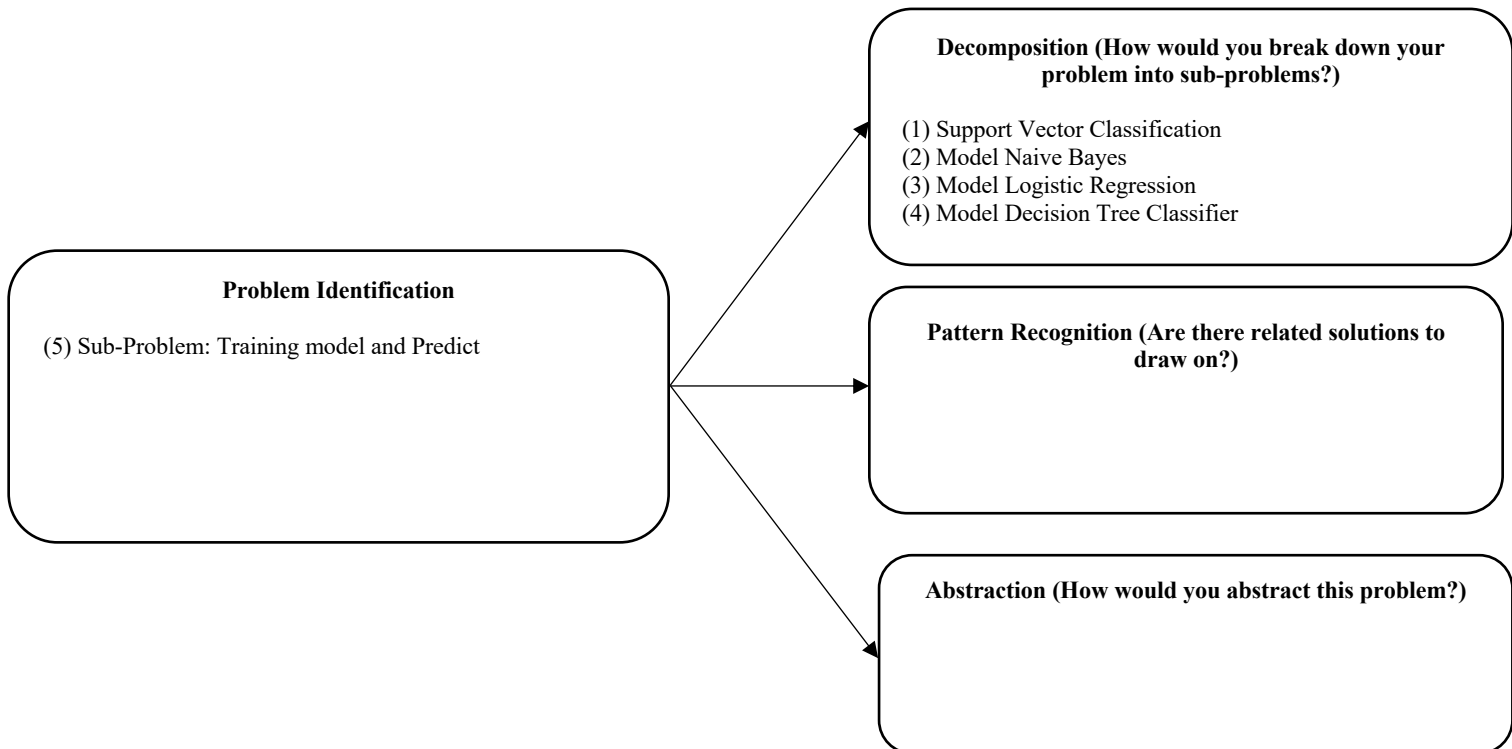 Decomposition (How would you break down your
problem into sub-problems?)
(1) Support Vector Classification
(2) Model Naive Bayes
(3) Model Logistic Regression
(4) Model Decision Tree Classifier
Problem Identification
(5) Sub-Problem: Training model and Predict
Pattern Recognition (Are there related solutions to
draw on?)
Abstraction (How would you abstract this problem?)